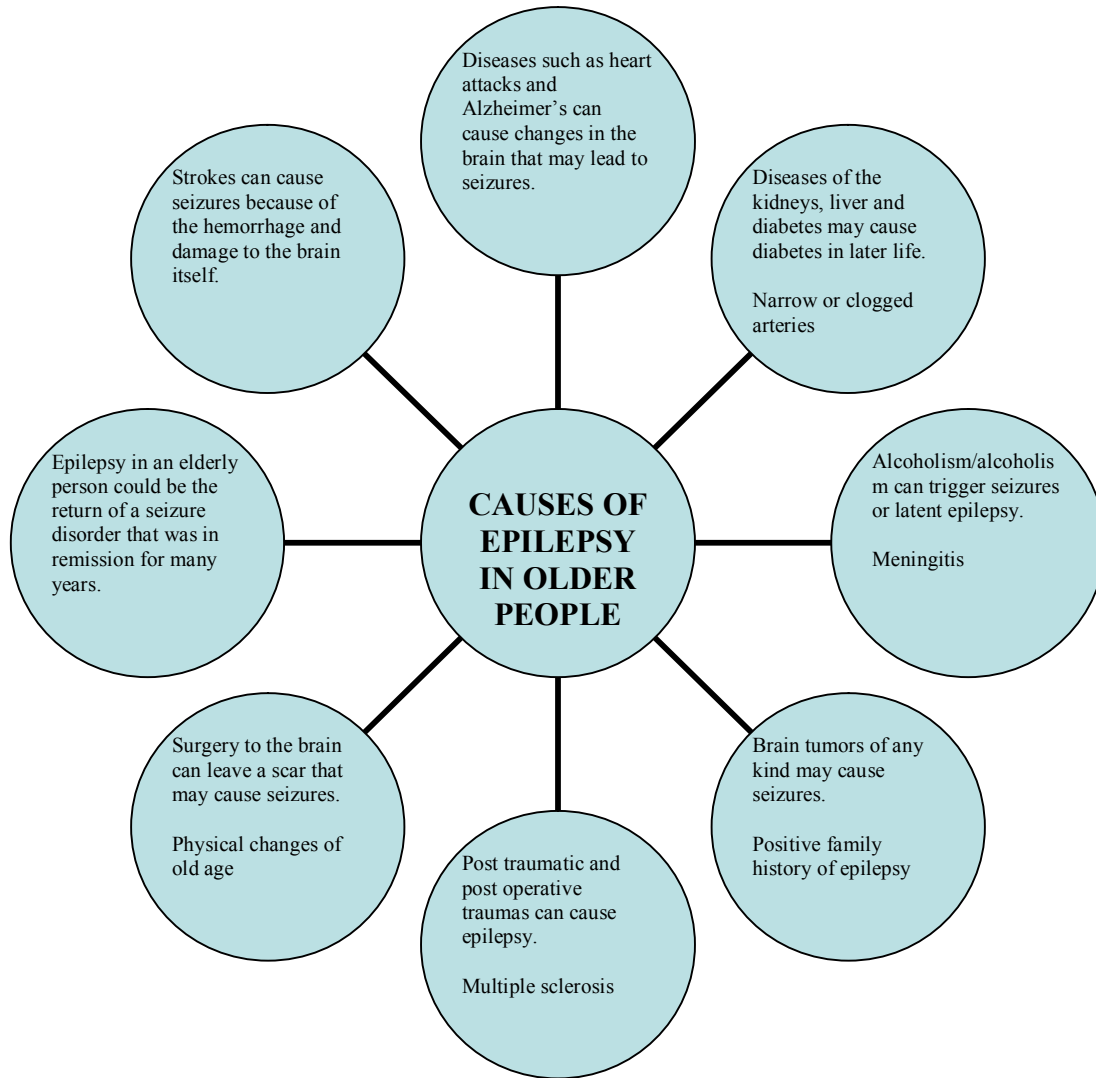 Diseases such as heart
attacks and
Alzheimer’s can
cause changes in the
brain that may lead to
seizures.
Strokes can cause
seizures because of
the hemorrhage and
damage to the brain
itself.
Diseases of the
kidneys, liver and
diabetes may cause
diabetes in later life.
Narrow or clogged
arteries
Epilepsy in an elderly
person could be the
return of a seizure
disorder that was in
remission for many
years.
CAUSES OF
EPILEPSY
IN OLDER
PEOPLE
Alcoholism/alcoholis
m can trigger seizures
or latent epilepsy.
Meningitis
Surgery to the brain
can leave a scar that
may cause seizures.
Physical changes of
old age
Brain tumors of any
kind may cause
seizures.
Positive family
history of epilepsy
Post traumatic and
post operative
traumas can cause
epilepsy.
Multiple sclerosis